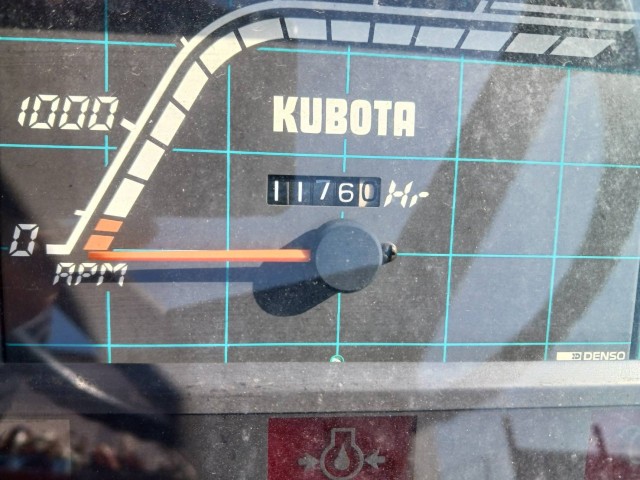 1000
KUBOTA
11760 Hr
0
RPM
DENSO